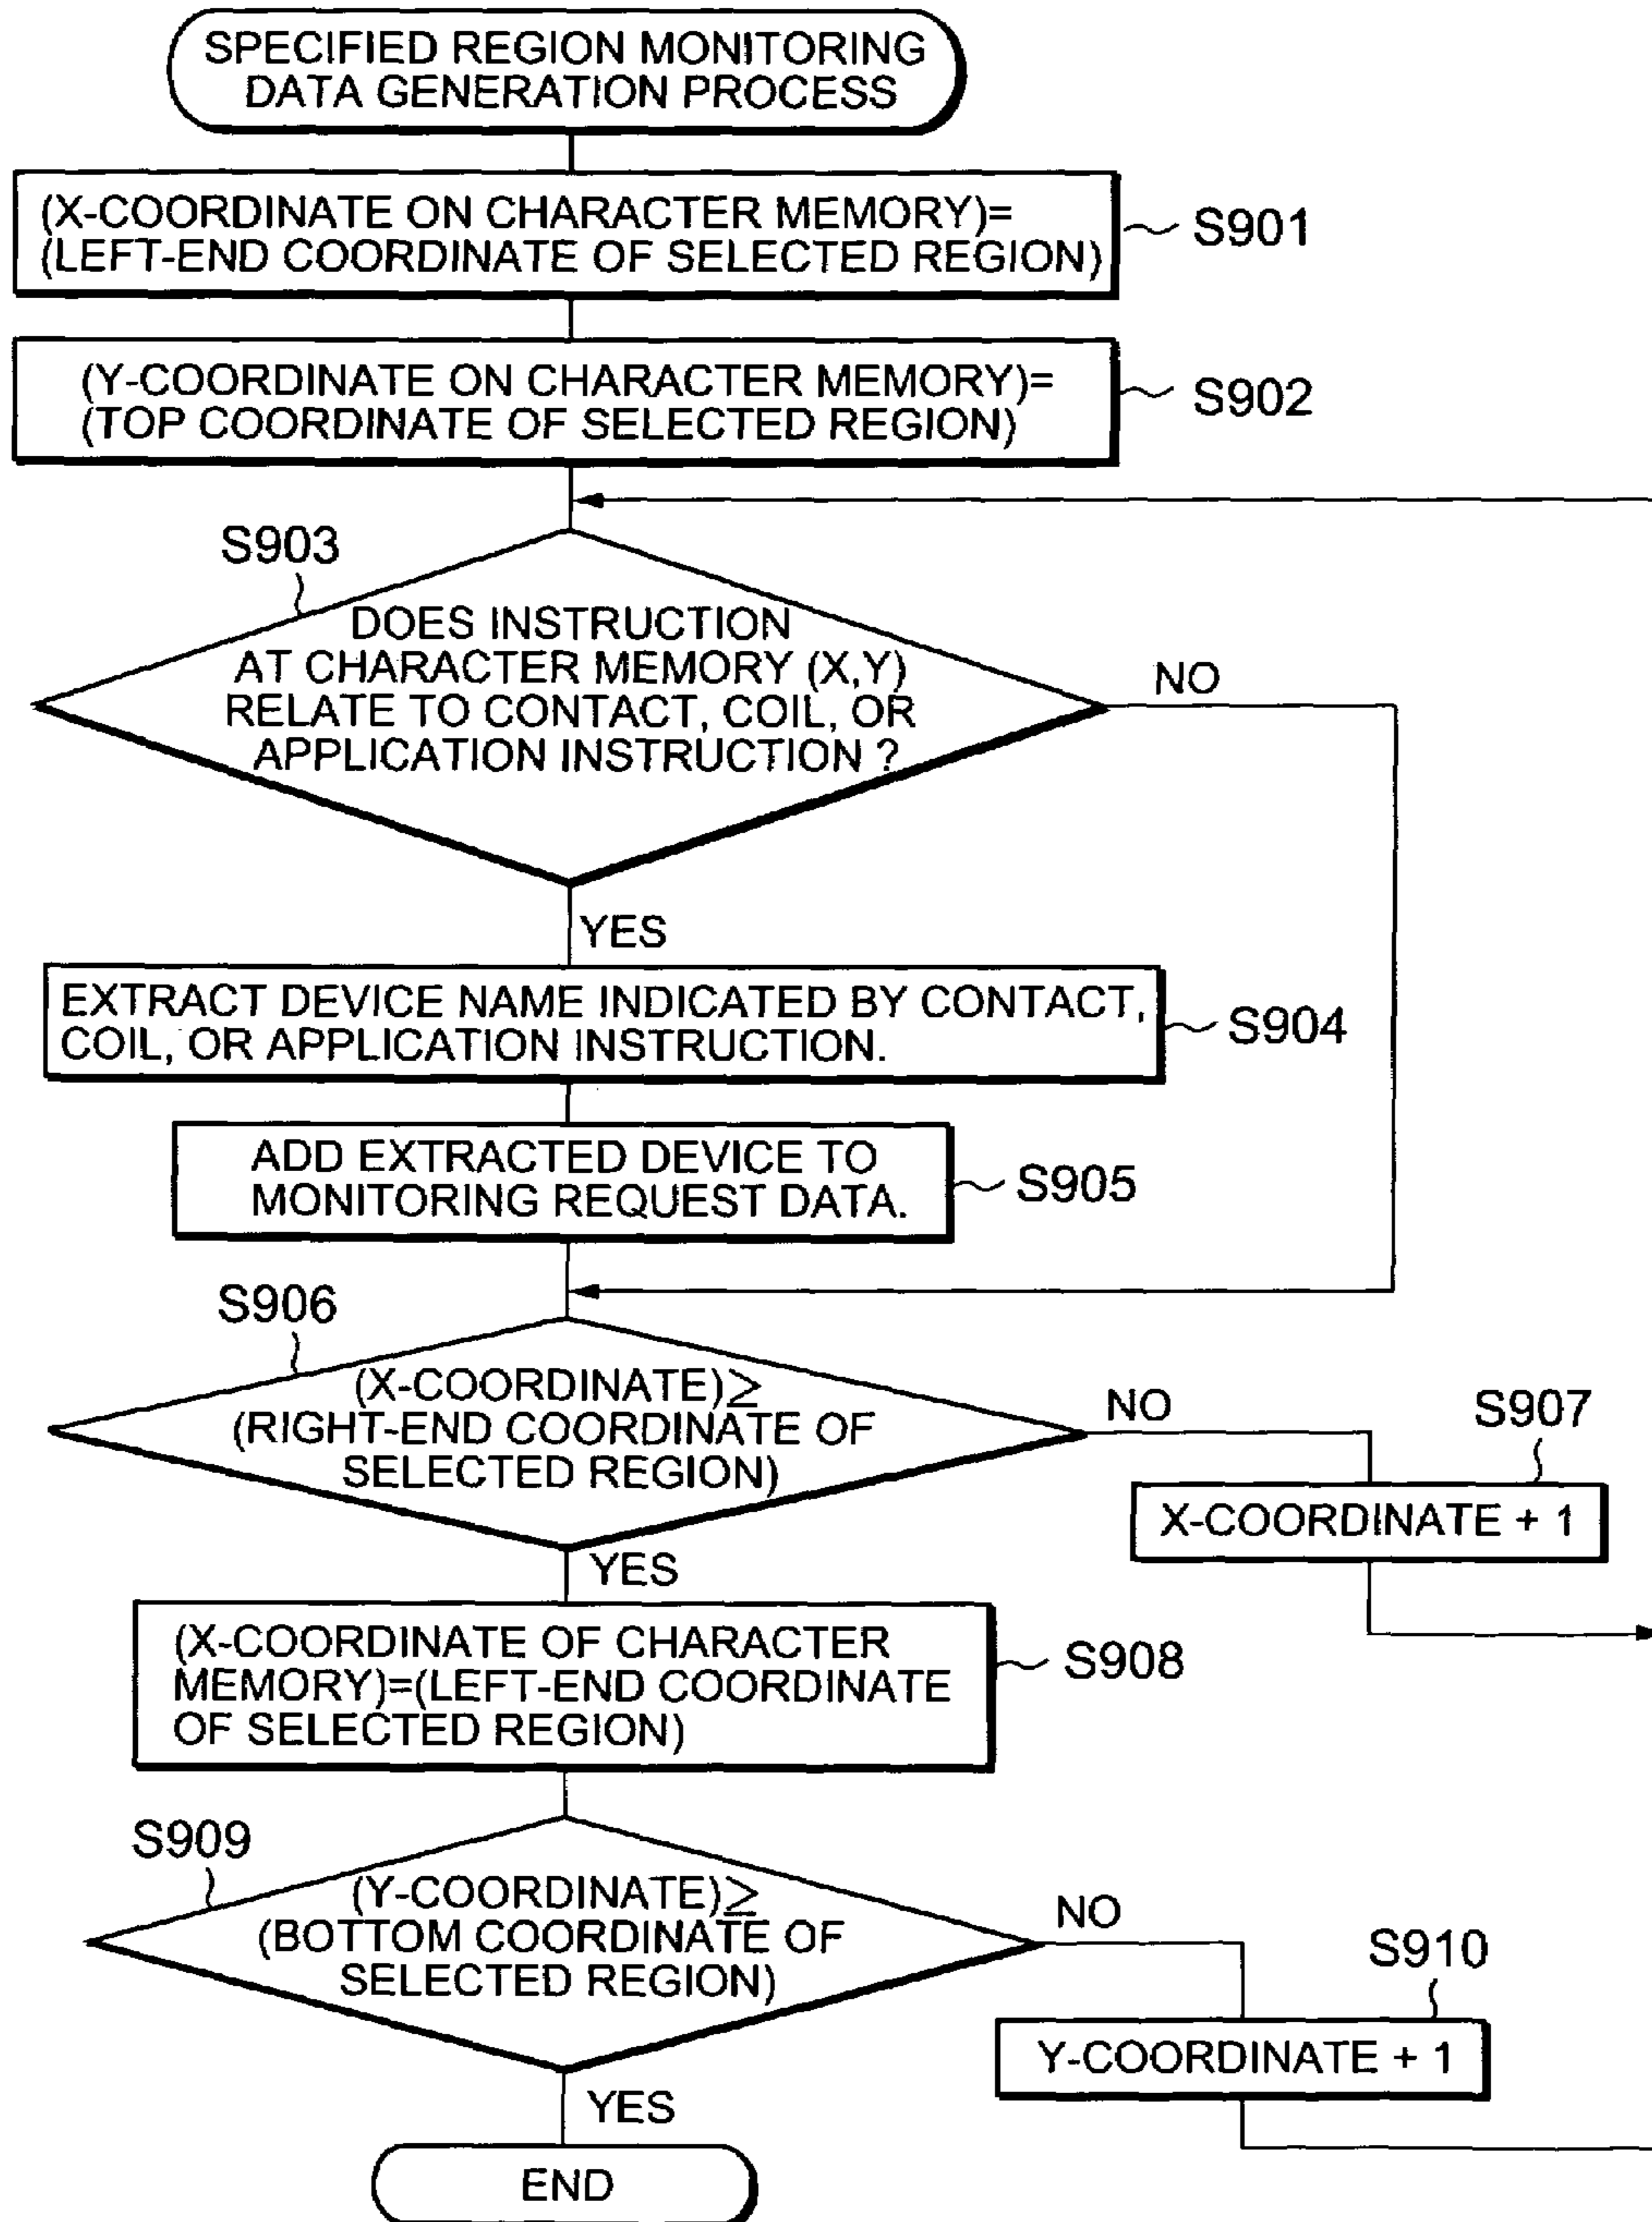 SPECIFIED REGION MONITORING
DATA GENERATION PROCESS
(X-COORDINATE ON CHARACTER MEMORY)=
(LEFT-END COORDINATE OF SELECTED REGION)
S901
(Y-COORDINATE ON CHARACTER MEMORY)=
(TOP COORDINATE OF SELECTED REGION)
S902
S903
DOES INSTRUCTION
AT CHARACTER MEMORY (X,Y)
RELATE TO CONTACT, COIL, OR
APPLICATION INSTRUCTION ?
NO
YES
EXTRACT DEVICE NAME INDICATED BY CONTACT,
COIL, OR APPLICATION INSTRUCTION.
S904
ADD EXTRACTED DEVICE TO
MONITORING REQUEST DATA.
S905
S906
(X-COORDINATE)≥
(RIGHT-END COORDINATE OF
SELECTED REGION)
NO
S907
X-COORDINATE + 1
YES
(X-COORDINATE OF CHARACTER
MEMORY)=(LEFT-END COORDINATE
OF SELECTED REGION)
S908
S909
(Y-COORDINATE)≥
(BOTTOM COORDINATE OF
SELECTED REGION)
NO
S910
Y-COORDINATE + 1
YES
END